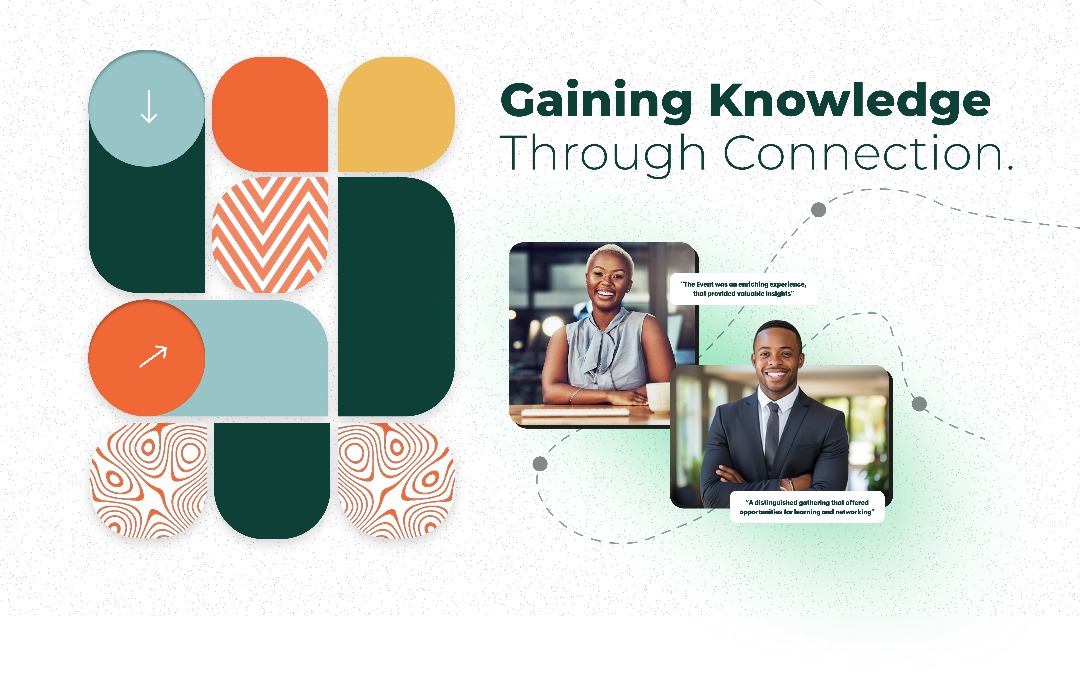 Gaining Knowledge
Through Connection.
"The Event was an enriching experience,
that provided valuable insights"
"A distinguished gathering that offered
opportunities for learning and networking"